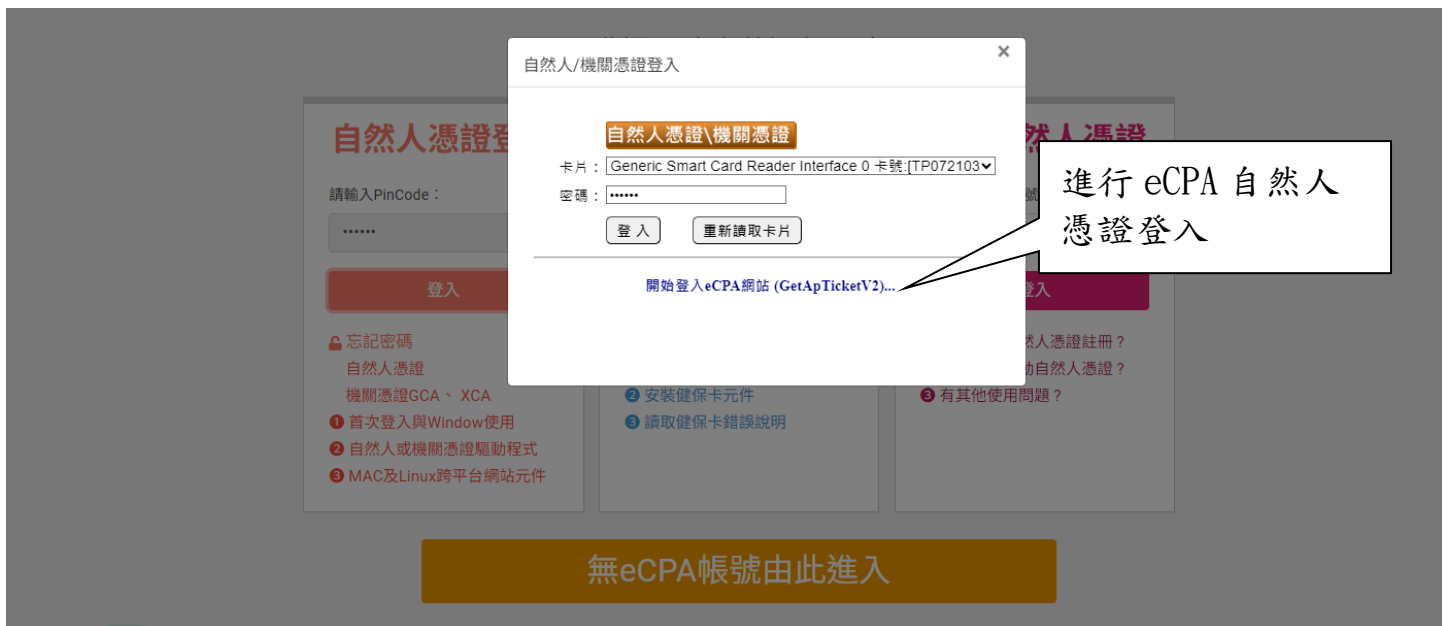 自然人/機關憑證登入
×
自然人憑證\機關憑證
卡片：
Generic Smart Card Reader Interface 0 卡號:[TP072103
密碼：
••••••
登 入
重新讀取卡片
開始登入eCPA網站 (GetApTicketV2)...
進行 eCPA 自然人
憑證登入
自然人憑證登
請輸入PinCode：
••••••
登入
忘記密碼
自然人憑證
機關憑證GCA、 XCA
❶ 首次登入與Window使用
❷ 自然人或機關憑證驅動程式
❸ MAC及Linux跨平台網站元件
❷ 安裝健保卡元件
❸ 讀取健保卡錯誤說明
然人憑證
登入
然人憑證註冊？
動自然人憑證？
❸ 有其他使用問題？
無eCPA帳號由此進入